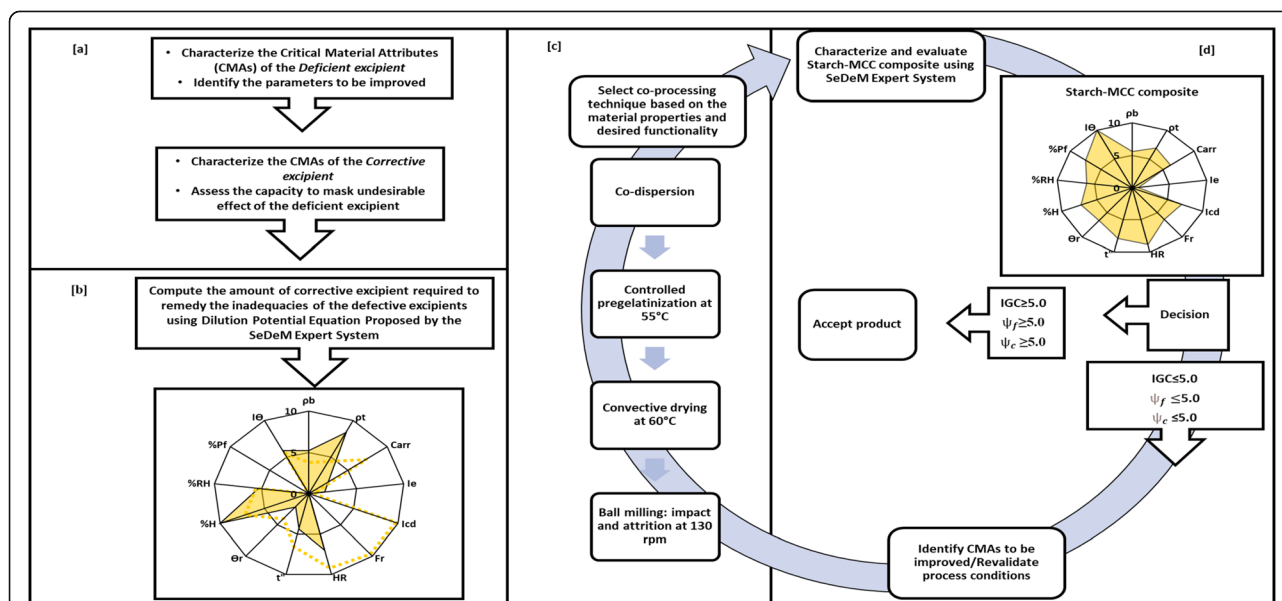 [a]
• Characterize the Critical Material Attributes
(CMAs) of the Deficient excipient
• Identify the parameters to be improved
• Characterize the CMAs of the Corrective
excipient
• Assess the capacity to mask undesirable
effect of the deficient excipient
[b]
Compute the amount of corrective excipient required to
remedy the inadequacies of the defective excipients
using Dilution Potential Equation Proposed by the
SeDeM Expert System
ρb
10
ρt
IΘ
Carr
%Pf
5
Ie
%RH
0
Icd
%H
Fr
Θr
HR
t"
[c]
Select co-processing
technique based on the
material properties and
desired functionality
Co-dispersion
Controlled
pregelatinization at
55°C
Convective drying
at 60°C
Ball milling: impact
and attrition at 130
rpm
[d]
Characterize and evaluate
Starch-MCC composite using
SeDeM Expert System
Starch-MCC composite
ρb
10
ρt
IΘ
Carr
%Pf
5
Ie
%RH
0
Icd
%H
Fr
Θr
HR
t"
Decision
IGC≥5.0
ψf≥5.0
ψc ≥5.0
Accept product
IGC≤5.0
ψf ≤5.0
ψc ≤5.0
Identify CMAs to be
improved/Revalidate
process conditions